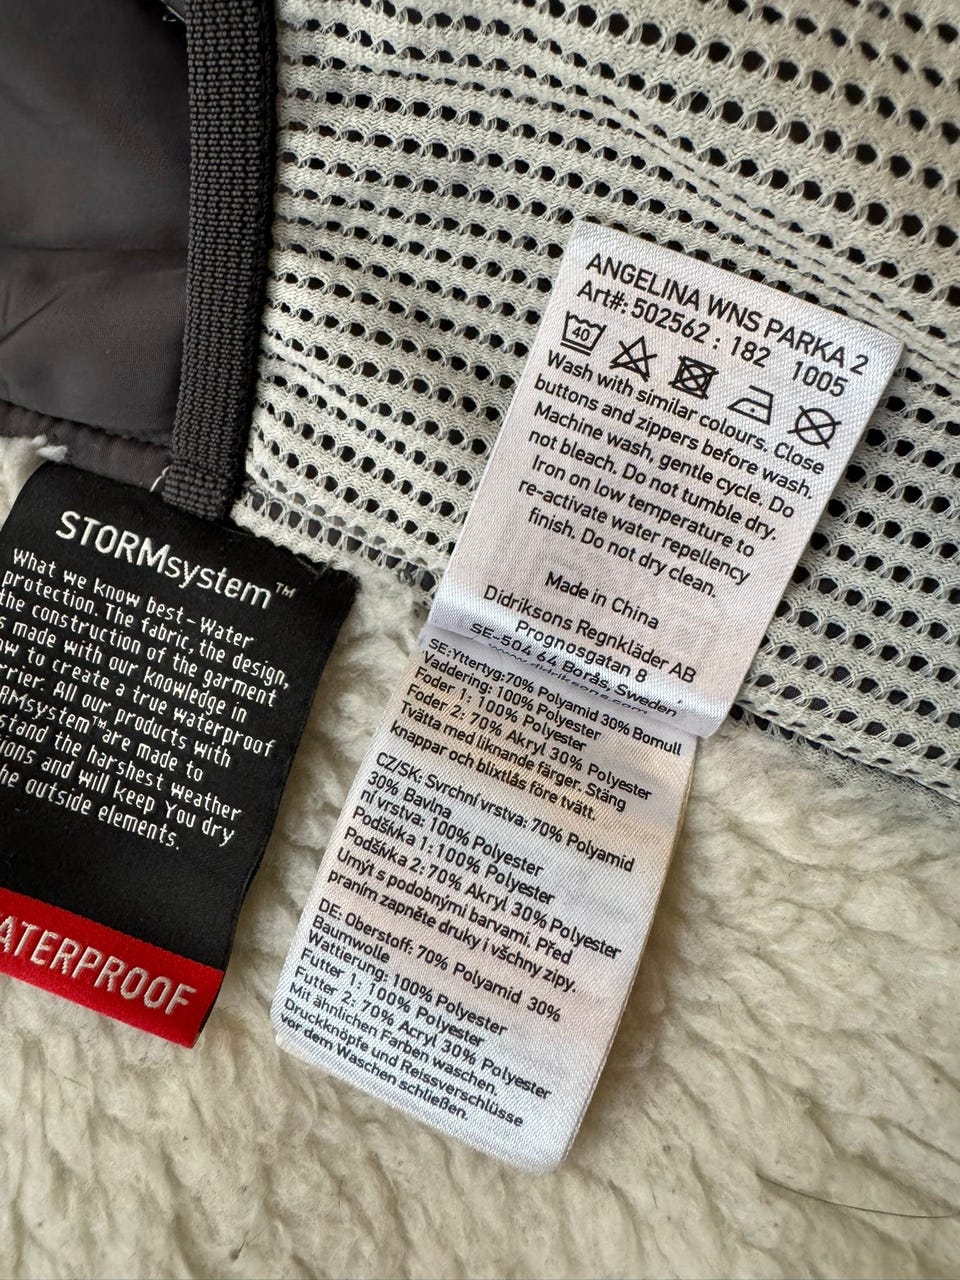 STORMsystem™
What we know best-Water
protection. The fabric, the design,
the construction of the garment
made with our knowledge in
to create a true waterproof
All our products with
are made to
the harshest weather
and will keep You dry
outside elements.
ANGELINA WNS PARKA 2
Art#: 502562 : 182 1005
40
Wash with similar colours. Close
buttons and zippers before wash.
Machine wash, gentle cycle. Do
not bleach. Do not tumble dry.
Iron on low temperature to
re-activate water repellency
finish. Do not dry clean.
Made in China
Didriksons Regnkläder AB
Prognosgatan 8
SE-504 64 Borås, Sweden
www.didriksons.com
SE:Yttertyg:70% Polyamid 30% Bomull
Vaddering: 100% Polyester
Foder 1: 100% Polyester
Foder 2: 70% Akryl 30% Polyester
Tvätta med liknande färger. Stäng
knappar och blixtlås före tvätt.
CZ/SK: Svrchni vrstva: 70% Polyamid
30% Bavlna
ní vrstva: 100% Polyester
Podšívka 1:100% Polyester
Podšívka 2: 70% Akryl 30% Polyester
Umýt s podobnými barvami. Před
praním zapněte druky i všchny zipy.
DE: Oberstoff: 70% Polyamid 30%
Baumwolle
Wattierung: 100% Polyester
Futter 1: 100% Polyester
Futter 2: 70% Acryl 30% Polyester
Mit ähnlichen Farben waschen.
Druckknöpfe und Reissverschlüsse
vor dem Waschen schließen.